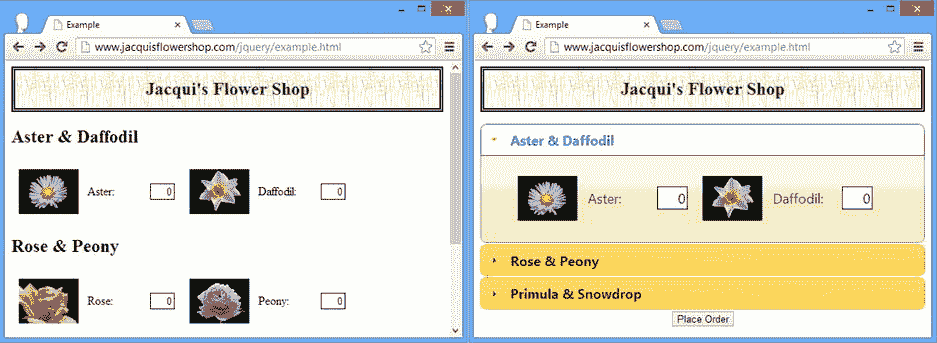 Example
www.jacquisflowershop.com/jquery/example.html
Jacqui's Flower Shop
Aster & Daffodil
Aster: 0 Daffodil: 0
Rose & Peony
Rose: 0 Peony: 0
Example
www.jacquisflowershop.com/jquery/example.html
Jacqui's Flower Shop
Aster & Daffodil
Aster: 0 Daffodil: 0
Rose & Peony
Primula & Snowdrop
Place Order